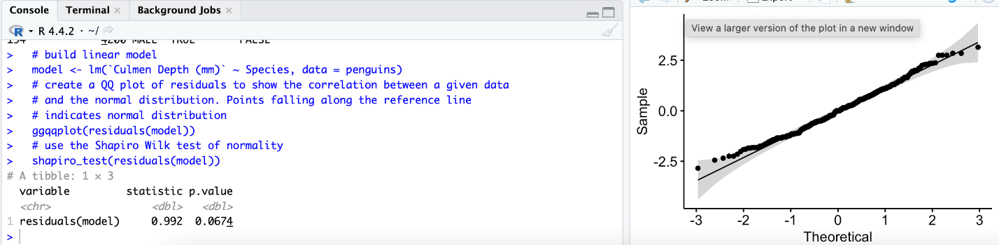 Console Terminal × Background Jobs ×
R 4.4.2 · ~/
> # build linear model
> model <- lm(`Culmen Depth (mm)` ~ Species, data = penguins)
> # create a QQ plot of residuals to show the correlation between a given data
> # and the normal distribution. Points falling along the reference line
> # indicates normal distribution
> ggqqplot(residuals(model))
> # use the Shapiro Wilk test of normality
> shapiro_test(residuals(model))
# A tibble: 1 × 3
variable statistic p.value
<chr> <dbl> <dbl>
1 residuals(model) 0.992 0.0674
>
View a larger version of the plot in a new window
2.5
0.0
-2.5
Sample
-3 -2 -1 0 1 2 3
Theoretical